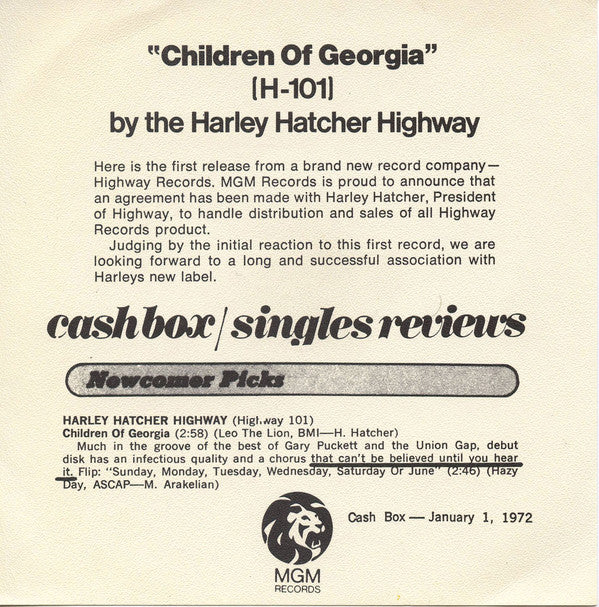 "Children Of Georgia"
(H-101)
by the Harley Hatcher Highway
Here is the first release from a brand new record company—
Highway Records. MGM Records is proud to announce that
an agreement has been made with Harley Hatcher, President
of Highway, to handle distribution and sales of all Highway
Records product.
Judging by the initial reaction to this first record, we are
looking forward to a long and successful association with
Harleys new label.
cash box/singles reviews
Newcomer Picks
HARLEY HATCHER HIGHWAY (Highway 101)
Children Of Georgia (2:58) (Leo The Lion, BMI—H. Hatcher)
Much in the groove of the best of Gary Puckett and the Union Gap, debut
disk has an infectious quality and a chorus that can't be believed until you hear
it. Flip: "Sunday, Monday, Tuesday, Wednesday, Saturday Or June" (2:46) (Hazy
Day, ASCAP—M. Arakelian)
Cash Box — January 1, 1972
MGM
RECORDS